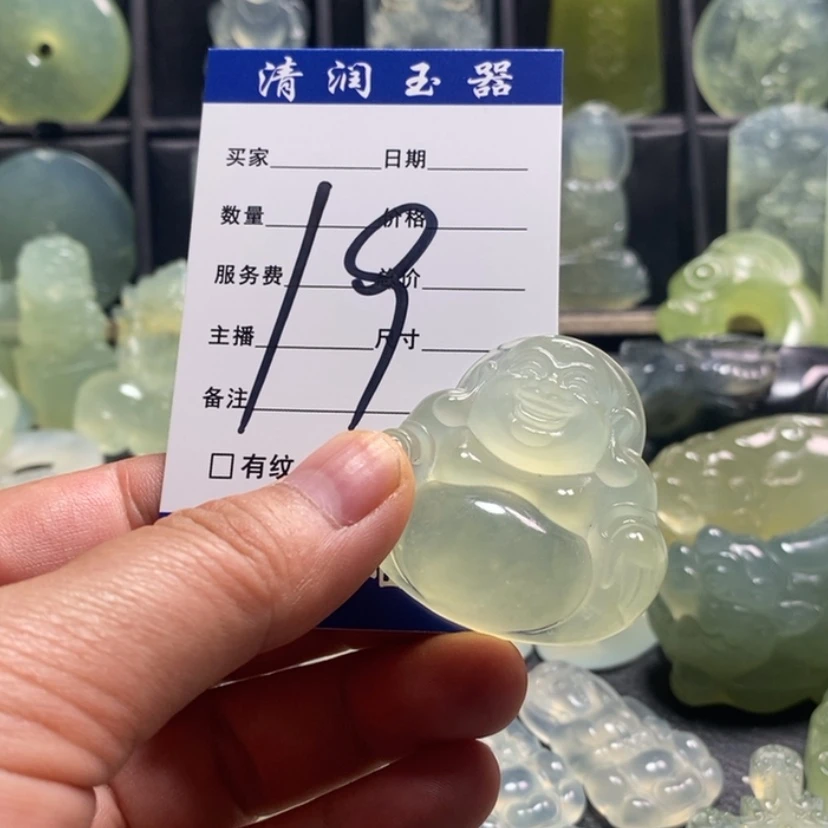 清润玉器
买家 日期
数量 价格
服务费 总价
主播 尺寸
备注
有纹
19